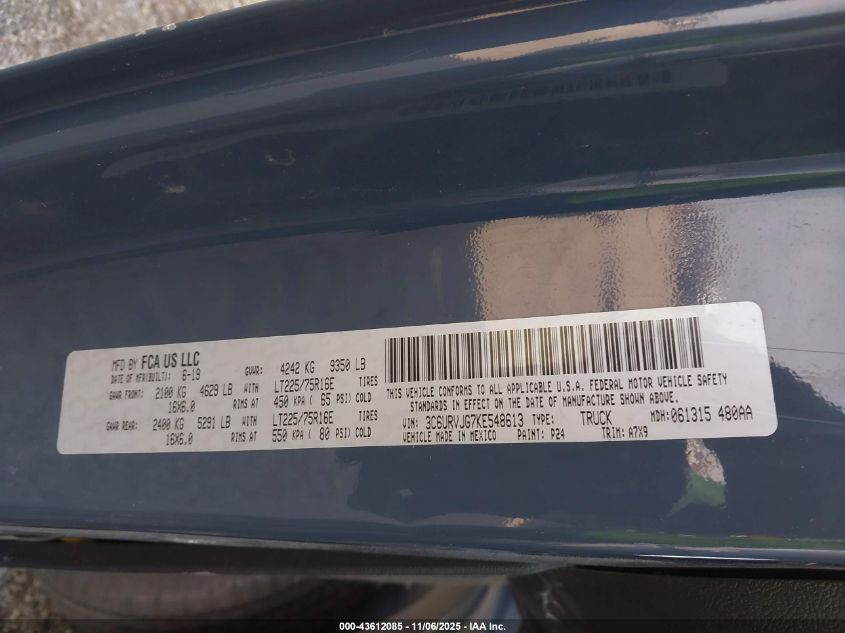 MFD BY FCA US LLC
DATE OF MFR(BUILT): 6-19
GVWR: 4242 KG 9350 LB
GAWR FRONT: 2100 KG 4629 LB WITH LT225/75R16E TIRES
16X6.0 RIMS AT 450 KPA ( 65 PSI) COLD
GAWR REAR: 2400 KG 5291 LB WITH LT225/75R16E TIRES
16X6.0 RIMS AT 550 KPA ( 80 PSI) COLD
THIS VEHICLE CONFORMS TO ALL APPLICABLE U.S.A. FEDERAL MOTOR VEHICLE SAFETY
STANDARDS IN EFFECT ON THE DATE OF MANUFACTURE SHOWN ABOVE.
VIN: 3C6URVJG7KE548613 TYPE: TRUCK MDH: 061315 480AA
VEHICLE MADE IN MEXICO PAINT: P24 TRIM: A7X9
000-43612085 - 11/06/2025 - IAA Inc.